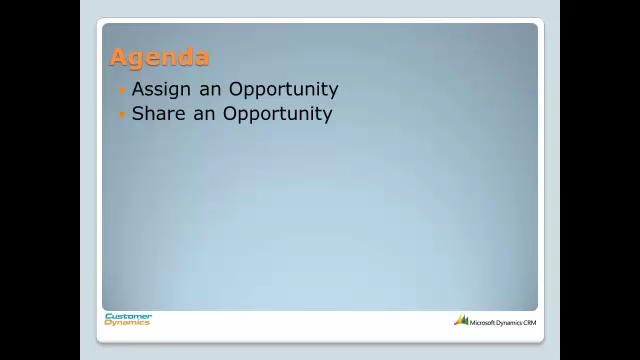 Agenda
Assign an Opportunity
Share an Opportunity
Customer
Dynamics
Microsoft Dynamics CRM